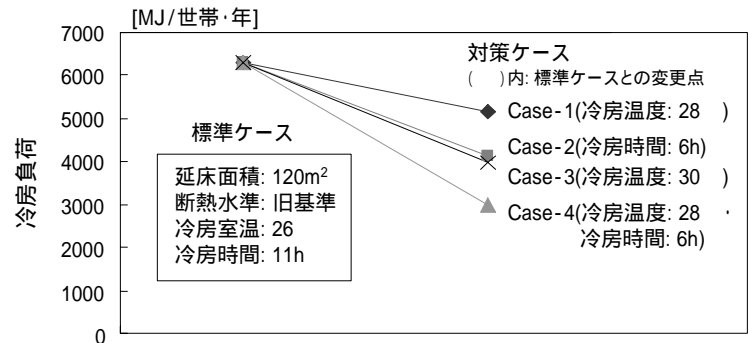 [MJ/世帯·年]
7000
6000
5000
4000
3000
2000
1000
0
冷房負荷
標準ケース
延床面積: 120m²
断熱水準: 旧基準
冷房室温: 26
冷房時間: 11h
対策ケース
(　)内: 標準ケースとの変更点
Case-1(冷房温度: 28　)
Case-2(冷房時間: 6h)
Case-3(冷房温度: 30　)
Case-4(冷房温度: 28　·
冷房時間: 6h)